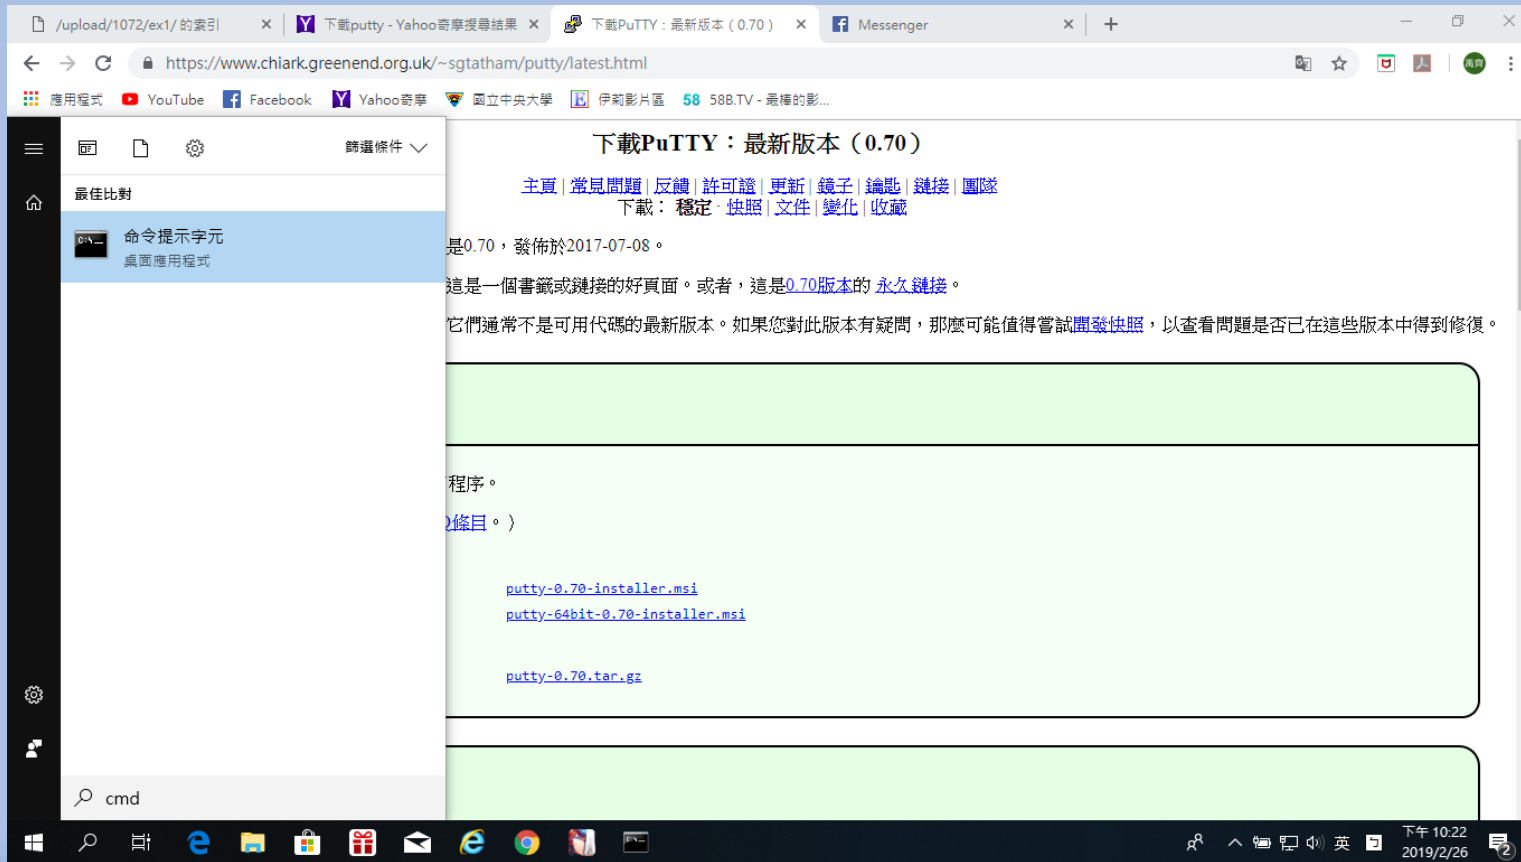 /upload/1072/ex1/ 的索引
下載putty - Yahoo奇摩搜尋結果
下載PuTTY：最新版本（0.70）
Messenger
https://www.chiark.greenend.org.uk/~sgtatham/putty/latest.html
應用程式
YouTube
Facebook
Yahoo奇摩
國立中央大學
伊莉影片區
58 58B.TV - 最棒的影...
篩選條件
最佳比對
命令提示字元
桌面應用程式
cmd
下載PuTTY：最新版本（0.70）
主頁 | 常見問題 | 反饋 | 許可證 | 更新 | 鏡子 | 鑰匙 | 鏈接 | 團隊
下載： 穩定 · 快照 | 文件 | 變化 | 收藏
是0.70，發佈於2017-07-08。
這是一個書籤或鏈接的好頁面。或者，這是0.70版本的 永久鏈接。
它們通常不是可用代碼的最新版本。如果您對此版本有疑問，那麼可能值得嘗試開發快照，以查看問題是否已在這些版本中得到修復。
程序。
條目。）
putty-0.70-installer.msi
putty-64bit-0.70-installer.msi
putty-0.70.tar.gz
英
下午 10:22
2019/2/26
2